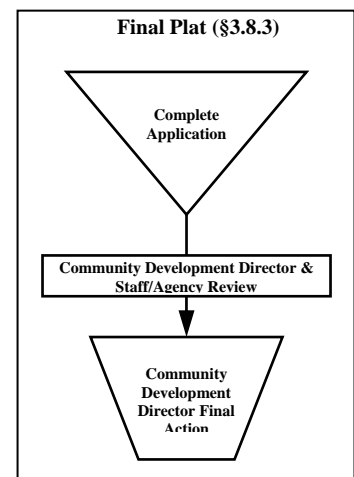 Final Plat (§3.8.3)
Complete
Application
Community Development Director &
Staff/Agency Review
Community
Development
Director Final
Action